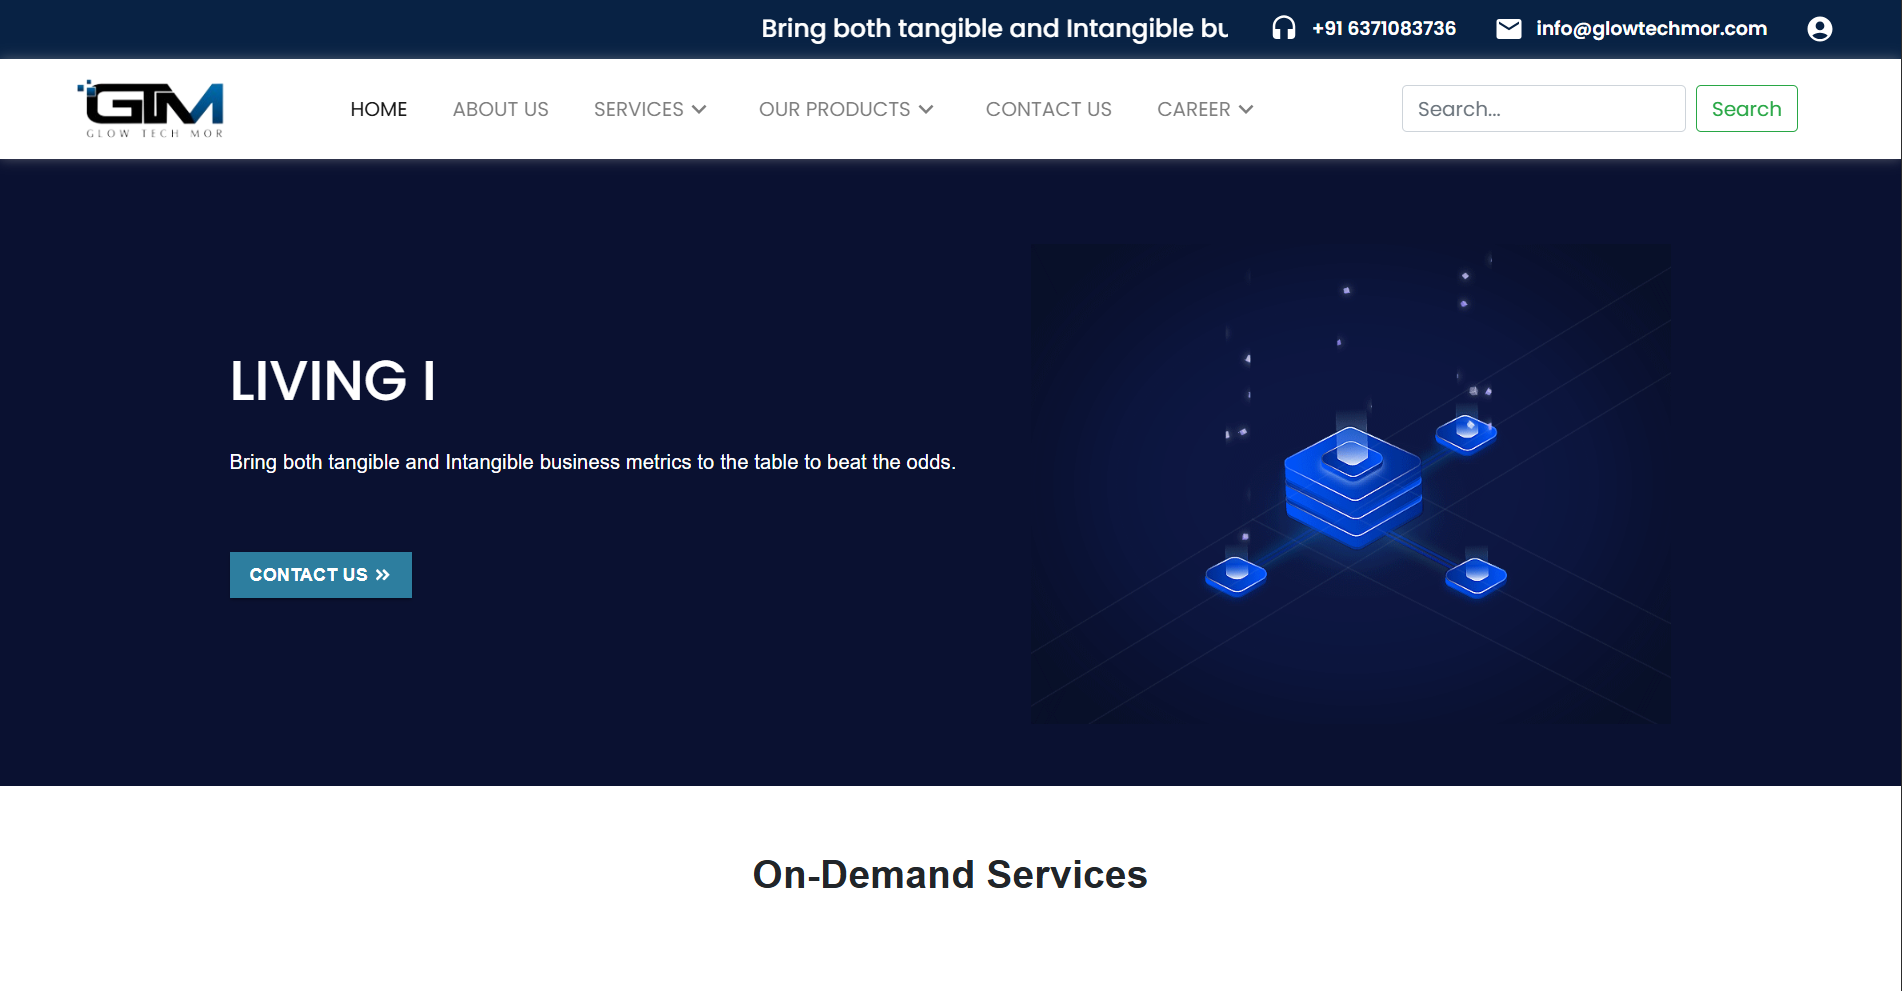 Bring both tangible and Intangible
+91 6371083736
info@glowtechmor.com
GTM
GLOW TECH MOR
HOME
ABOUT US
SERVICES
OUR PRODUCTS
CONTACT US
CAREER
Search...
Search
LIVING I
Bring both tangible and Intangible business metrics to the table to beat the odds.
CONTACT US »
On-Demand Services